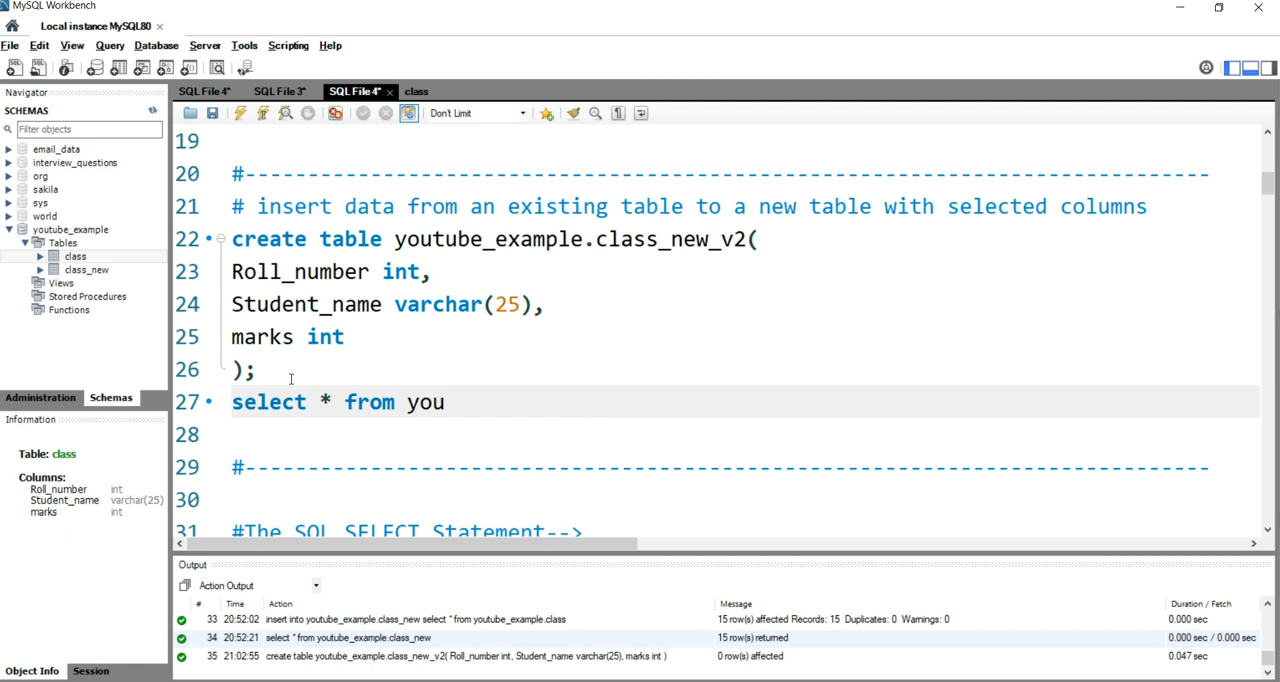 MySQL Workbench
Local instance MySQL80
File Edit View Query Database Server Tools Scripting Help
Navigator
SCHEMAS
Filter objects
email_data
interview_questions
org
sakila
sys
world
youtube_example
Tables
class
class_new
Views
Stored Procedures
Functions
Administration Schemas
Information
Table: class
Columns:
Roll_number int
Student_name varchar(25)
marks int
Object Info Session
SQL File 4* SQL File 3* SQL File 4* class
Don't Limit
19
20 #-----------------------------------------------------------------------------
21 # insert data from an existing table to a new table with selected columns
22 create table youtube_example.class_new_v2(
23 Roll_number int,
24 Student_name varchar(25),
25 marks int
26 );
27 select * from you
28
29 #-----------------------------------------------------------------------------
30
31 #The SQL SELECT Statement-->
Output
Action Output
# Time Action Message Duration / Fetch
33 20:52:02 insert into youtube_example.class_new select * from youtube_example.class 15 row(s) affected Records: 15 Duplicates: 0 Warnings: 0 0.000 sec
34 20:52:21 select * from youtube_example.class_new 15 row(s) returned 0.000 sec / 0.000 sec
35 21:02:55 create table youtube_example.class_new_v2( Roll_number int, Student_name varchar(25), marks int ) 0 row(s) affected 0.047 sec